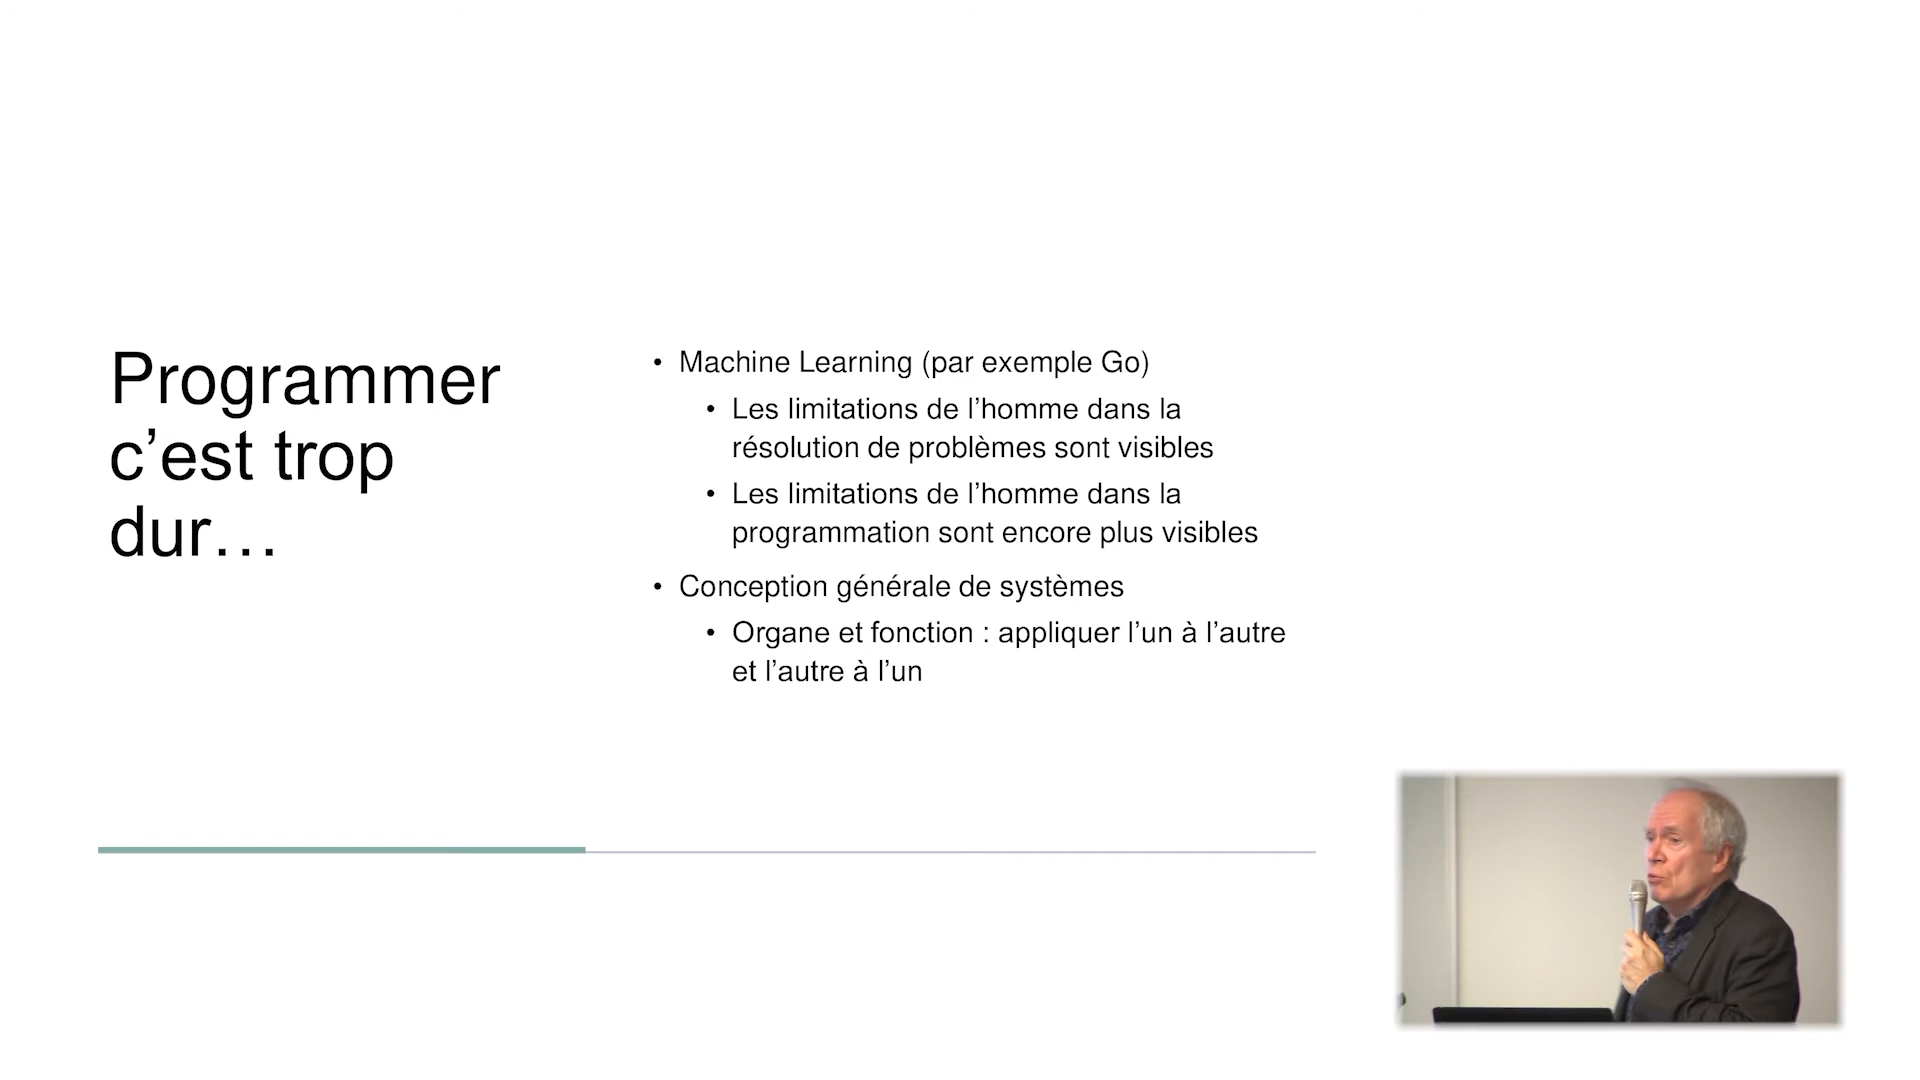 Programmer
c’est trop
dur…
• Machine Learning (par exemple Go)
• Les limitations de l’homme dans la
résolution de problèmes sont visibles
• Les limitations de l’homme dans la
programmation sont encore plus visibles
• Conception générale de systèmes
• Organe et fonction : appliquer l’un à l’autre
et l’autre à l’un